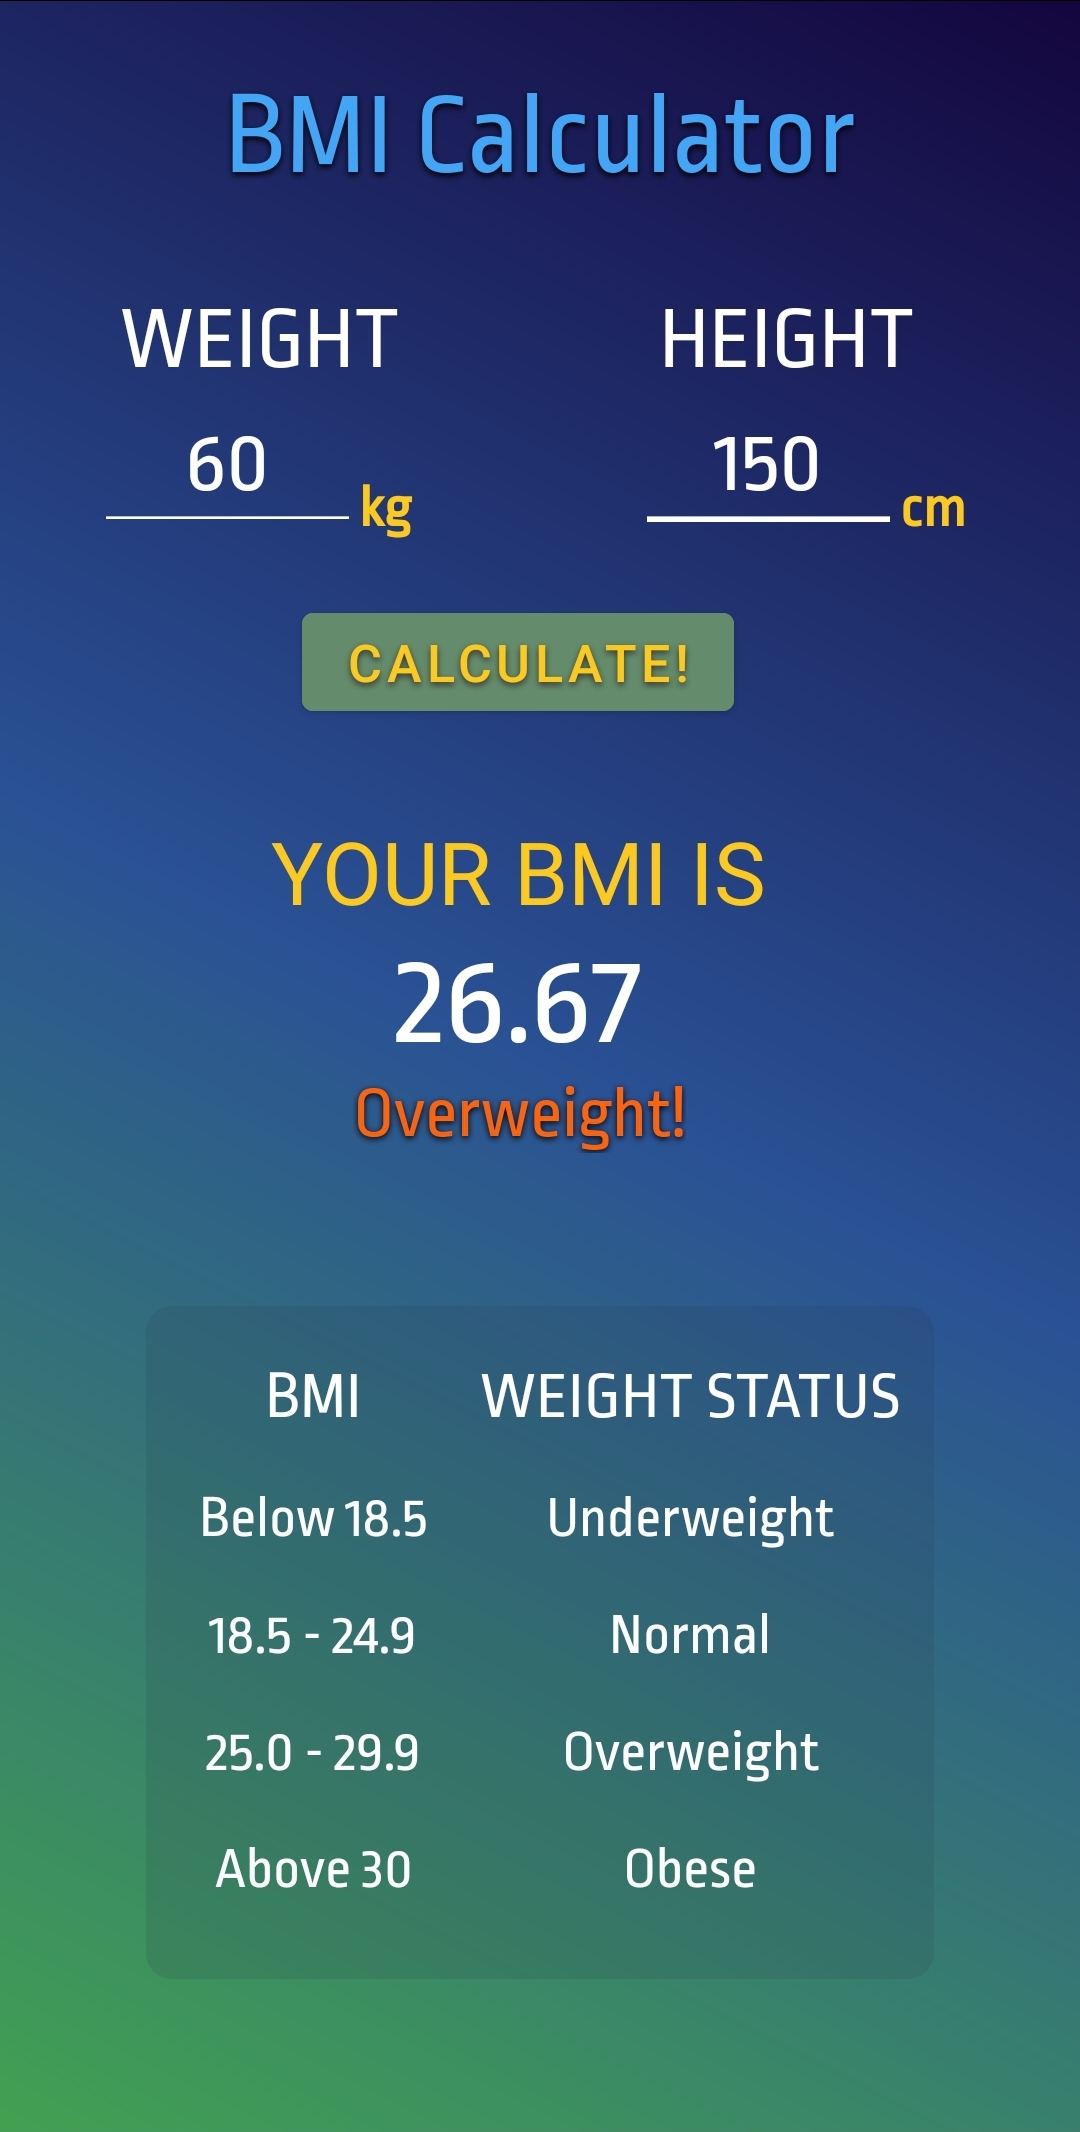 BMI Calculator
WEIGHT HEIGHT
60 kg 150 cm
CALCULATE!
YOUR BMI IS
26.67
Overweight!
BMI WEIGHT STATUS
Below 18.5 Underweight
18.5 - 24.9 Normal
25.0 - 29.9 Overweight
Above 30 Obese